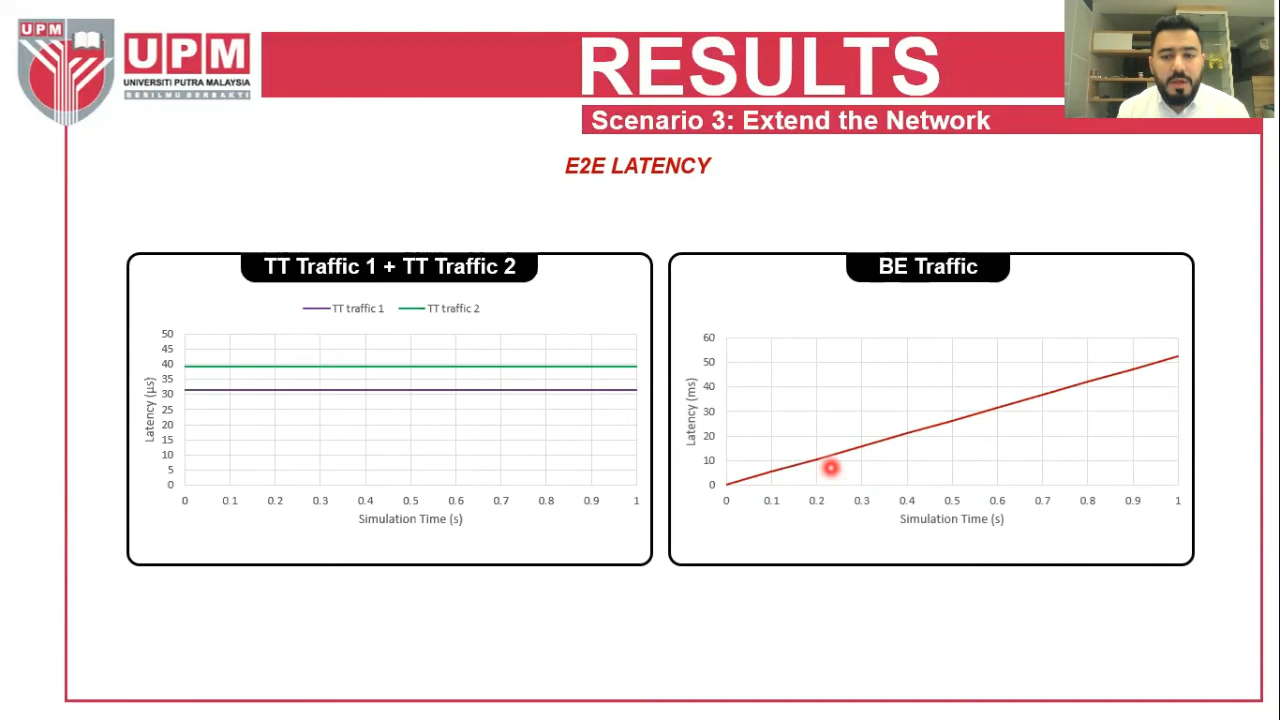 UPM
UPM
UNIVERSITI PUTRA MALAYSIA
BERILMU BERBAKTI
RESULTS
Scenario 3: Extend the Network
E2E LATENCY
TT Traffic 1 + TT Traffic 2
TT traffic 1 TT traffic 2
50
45
40
35
30
25
20
15
10
5
0
Latency (µs)
0 0.1 0.2 0.3 0.4 0.5 0.6 0.7 0.8 0.9 1
Simulation Time (s)
BE Traffic
60
50
40
30
20
10
0
Latency (ms)
0 0.1 0.2 0.3 0.4 0.5 0.6 0.7 0.8 0.9 1
Simulation Time (s)